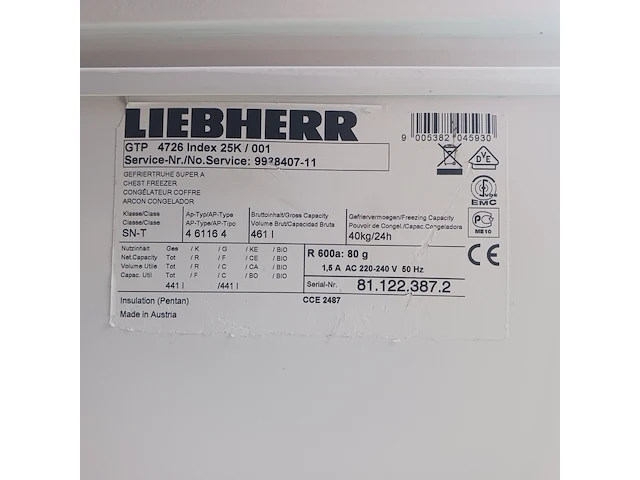 LIEBHERR
GTP 4726 Index 25K / 001
Service-Nr./No.Service: 9938407-11
9 005382 045930
GEFRIERTRUHE SUPER A
CHEST FREEZER
CONGÉLATEUR COFFRE
ARCON CONGELADOR
DVE
EMC
ME10
Klasse/Class Ap-Typ/AP-Type Bruttoinhalt/Gross Capacity Gefriervermoegen/Freezing Capacity
Classe/Clase Ap-Type/AP-Tipo Volume Brut/Capacidad Bruta Pouvoir de Congel./Cap.Congeladora
SN-T 4 6116 4 461 l 40kg/24h
Nutzinhalt Ges / K / G / KE / BIO
Net.Capacity Tot / R / F / CE / BIO
Volume Utile Tot / R / C / CA / BIO
Capac. Util Tot / F / C / BO / BIO
441 l /441 l
R 600a: 80 g
1,5 A AC 220-240 V 50 Hz
Serial-Nr. 81.122.387.2
Insulation (Pentan) CCE 2487
Made in Austria